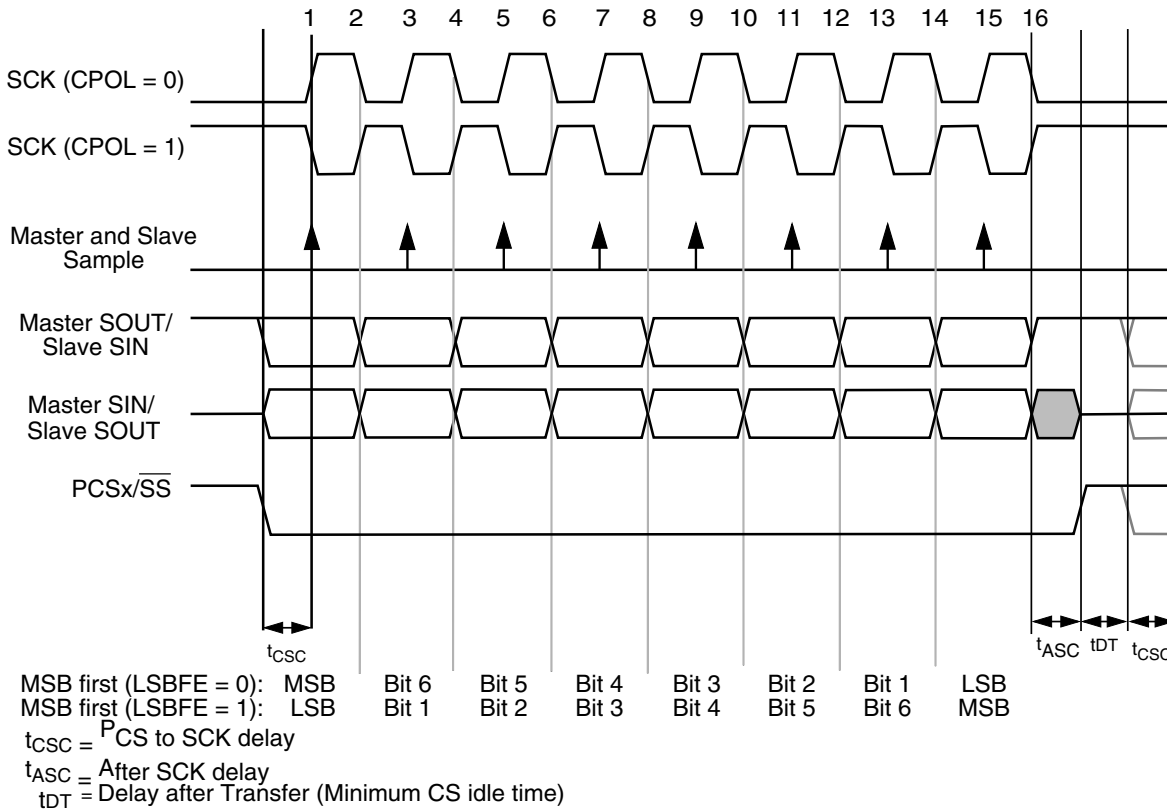 1 2 3 4 5 6 7 8 9 10 11 12 13 14 15 16
SCK (CPOL = 0)
SCK (CPOL = 1)
Master and Slave
Sample
Master SOUT/
Slave SIN
Master SIN/
Slave SOUT
PCSx/SS
tCSC tASC tDT tCSC
MSB first (LSBFE = 0): MSB Bit 6 Bit 5 Bit 4 Bit 3 Bit 2 Bit 1 LSB
MSB first (LSBFE = 1): LSB Bit 1 Bit 2 Bit 3 Bit 4 Bit 5 Bit 6 MSB
tCSC = PCS to SCK delay
tASC = After SCK delay
tDT = Delay after Transfer (Minimum CS idle time)